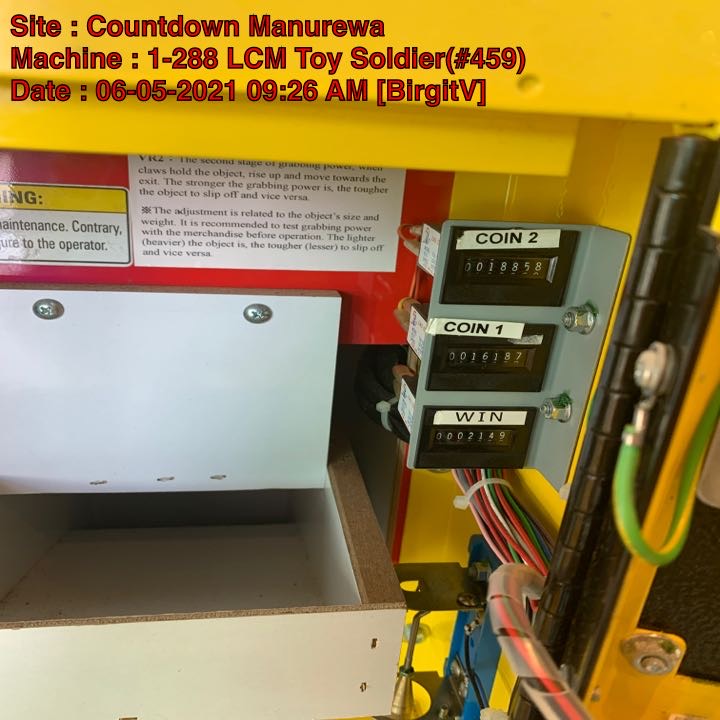 Site : Countdown Manurewa
Machine : 1-288 LCM Toy Soldier(#459)
Date : 06-05-2021 09:26 AM [BirgitV]
VR2 : The second stage of grabbing power, when
claws hold the object, rise up and move towards the
exit. The stronger the grabbing power is, the tougher
the object to slip off and vice versa.
※The adjustment is related to the object's size and
weight. It is recommended to test grabbing power
with the merchandise before operation. The lighter
(heavier) the object is, the tougher (lesser) to slip off
and vice versa.
ING:
maintenance. Contrary,
ure to the operator.
COIN 2
0018858
COIN 1
0016187
WIN
0002149